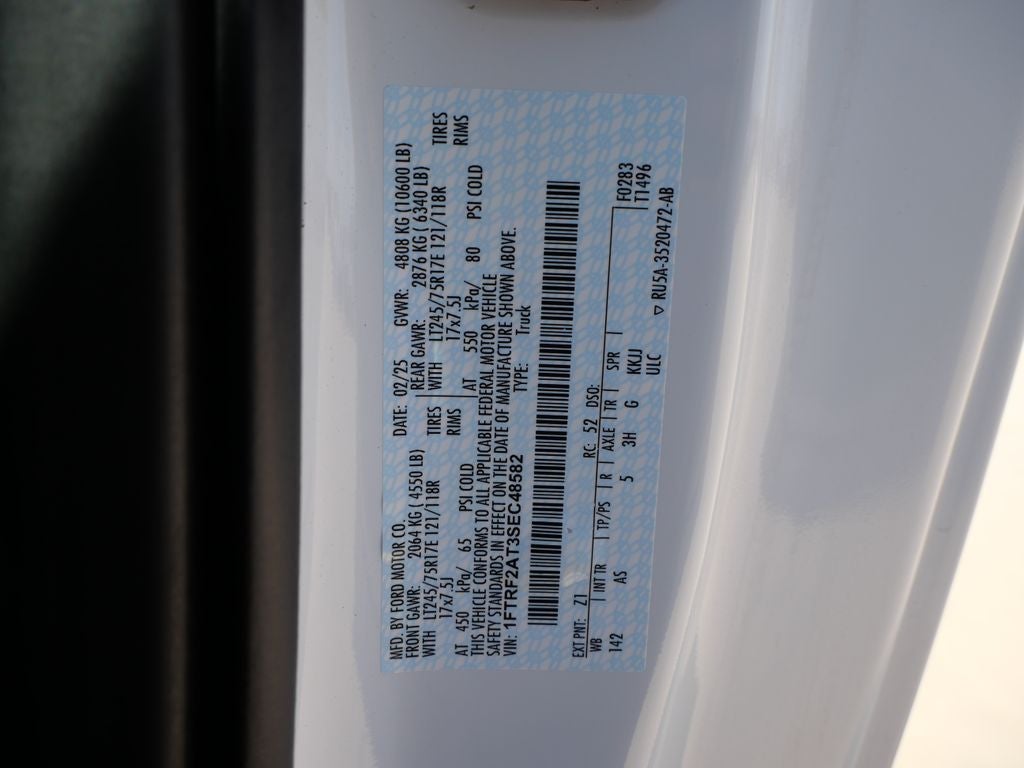 MFD. BY FORD MOTOR CO.
DATE: 02/25 GVWR: 4808 KG (10600 LB)
FRONT GAWR: 2064 KG ( 4550 LB)
REAR GAWR: 2876 KG ( 6340 LB)
WITH LT245/75R17E 121/118R TIRES
WITH LT245/75R17E 121/118R TIRES
17x7.5J RIMS
17x7.5J RIMS
AT 450 kPa/ 65 PSI COLD
AT 550 kPa/ 80 PSI COLD
THIS VEHICLE CONFORMS TO ALL APPLICABLE FEDERAL MOTOR VEHICLE
SAFETY STANDARDS IN EFFECT ON THE DATE OF MANUFACTURE SHOWN ABOVE.
VIN: 1FTRF2AT3SEC48582 TYPE: Truck
EXT PNT: Z1 RC: 52 DSO:
WB INT TR TP/PS R AXLE TR SPR F0283
142 AS 5 3H G KKJJ T1496
ULC ▽ RU5A-3520472-AB